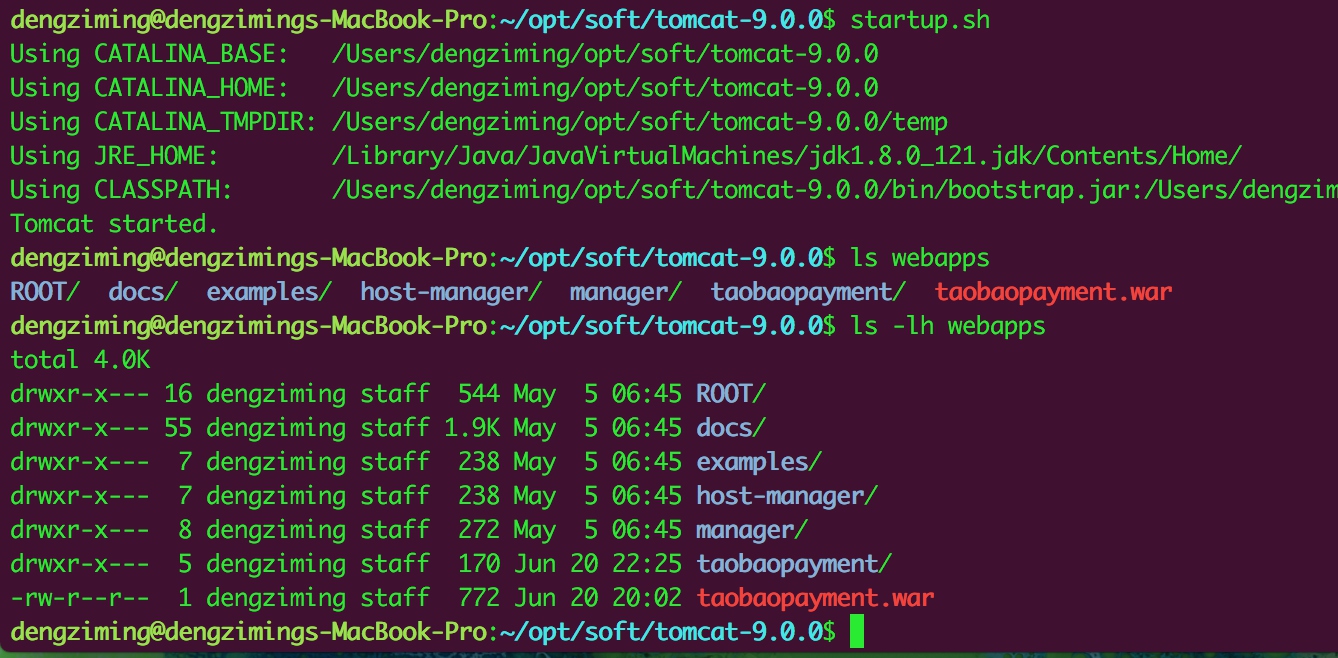 dengziming@dengzimings-MacBook-Pro:~/opt/soft/tomcat-9.0.0$ startup.sh
Using CATALINA_BASE:   /Users/dengziming/opt/soft/tomcat-9.0.0
Using CATALINA_HOME:   /Users/dengziming/opt/soft/tomcat-9.0.0
Using CATALINA_TMPDIR: /Users/dengziming/opt/soft/tomcat-9.0.0/temp
Using JRE_HOME:        /Library/Java/JavaVirtualMachines/jdk1.8.0_121.jdk/Contents/Home/
Using CLASSPATH:       /Users/dengziming/opt/soft/tomcat-9.0.0/bin/bootstrap.jar:/Users/dengzim
Tomcat started.
dengziming@dengzimings-MacBook-Pro:~/opt/soft/tomcat-9.0.0$ ls webapps
ROOT/  docs/  examples/  host-manager/  manager/  taobaopayment/  taobaopayment.war
dengziming@dengzimings-MacBook-Pro:~/opt/soft/tomcat-9.0.0$ ls -lh webapps
total 4.0K
drwxr-x--- 16 dengziming staff  544 May  5 06:45 ROOT/
drwxr-x--- 55 dengziming staff 1.9K May  5 06:45 docs/
drwxr-x---  7 dengziming staff  238 May  5 06:45 examples/
drwxr-x---  7 dengziming staff  238 May  5 06:45 host-manager/
drwxr-x---  8 dengziming staff  272 May  5 06:45 manager/
drwxr-x---  5 dengziming staff  170 Jun 20 22:25 taobaopayment/
-rw-r--r--  1 dengziming staff  772 Jun 20 20:02 taobaopayment.war
dengziming@dengzimings-MacBook-Pro:~/opt/soft/tomcat-9.0.0$